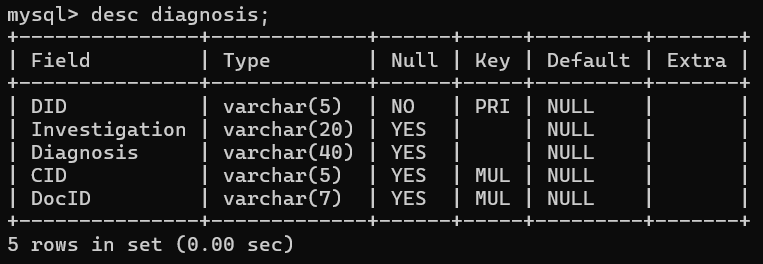 mysql> desc diagnosis;
+---------------+-------------+------+-----+---------+-------+
| Field         | Type        | Null | Key | Default | Extra |
+---------------+-------------+------+-----+---------+-------+
| DID           | varchar(5)  | NO   | PRI | NULL    |       |
| Investigation | varchar(20) | YES  |     | NULL    |       |
| Diagnosis     | varchar(40) | YES  |     | NULL    |       |
| CID           | varchar(5)  | YES  | MUL | NULL    |       |
| DocID         | varchar(7)  | YES  | MUL | NULL    |       |
+---------------+-------------+------+-----+---------+-------+
5 rows in set (0.00 sec)